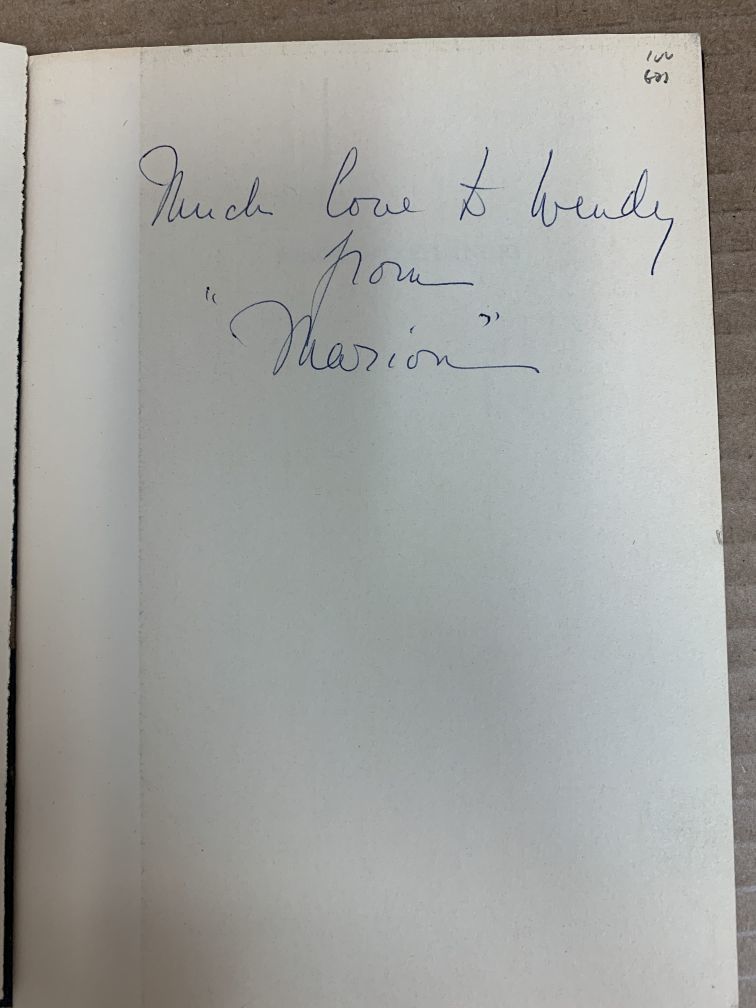 Much love to Wendy
from
"Marion"